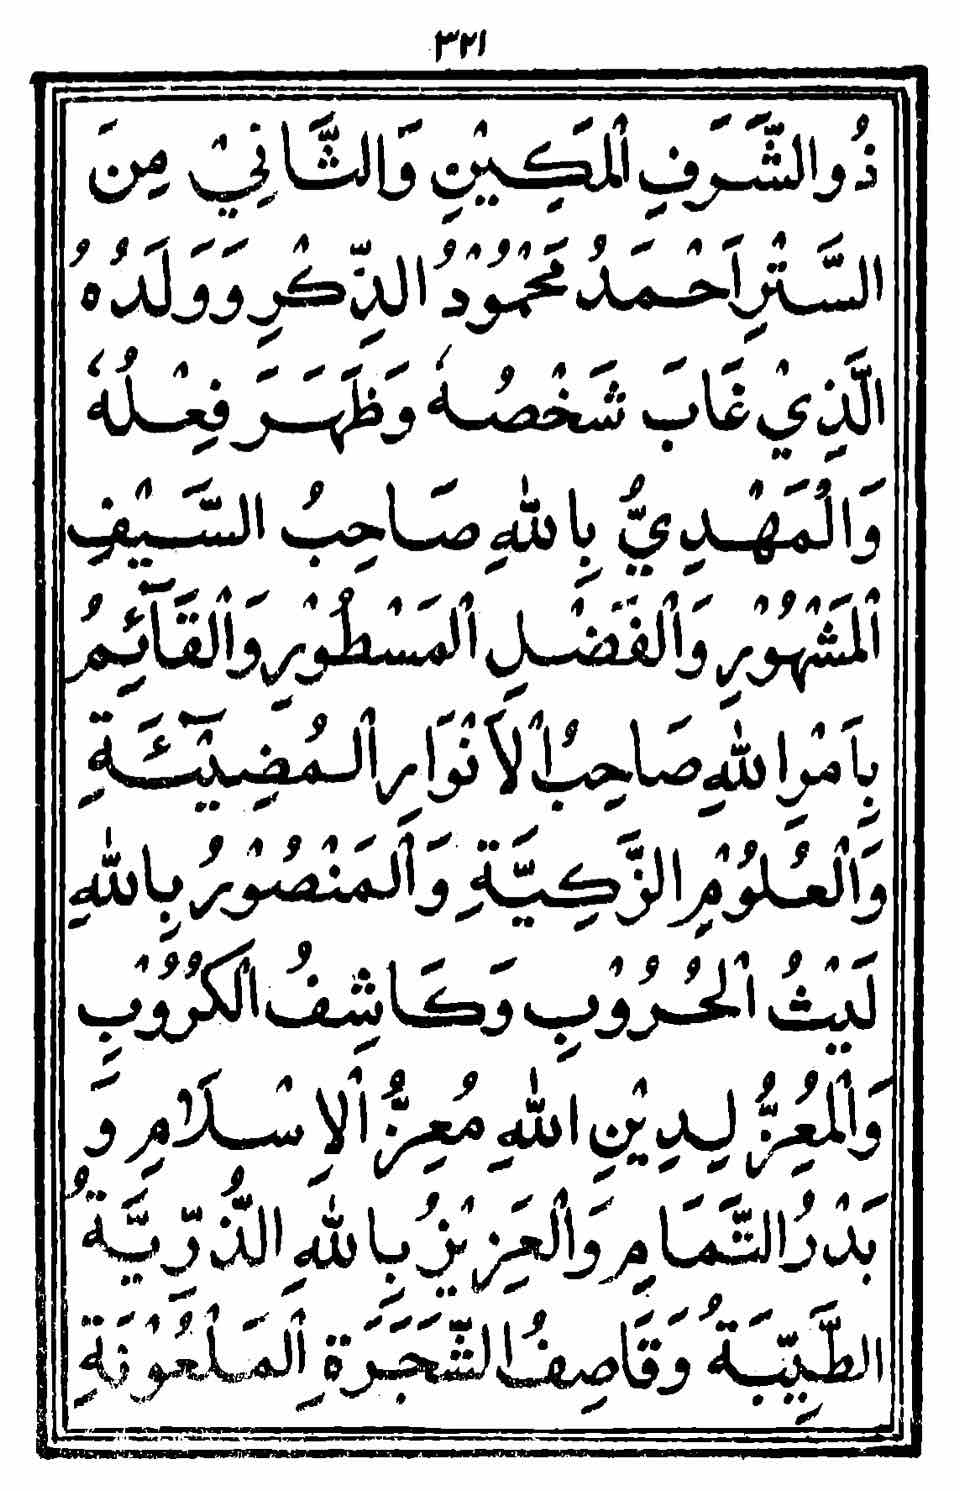 ٣٢١
ذُو الشَّرَفِ الْمَكِيْنِ وَالثَّانِيْ مِنَ
السَّتْرِ اَحْمَدُ مَحْمُوْدُ الذِّكْرِ وَوَلَدُهُ
الَّذِيْ غَابَ شَخْصُهٗ وَظَهَرَ فِعْلُهٗ
وَالْمَهْدِيُّ بِاللهِ صَاحِبُ السَّيْفِ
الْمَشْهُوْرِ وَالْفَضْلِ الْمَسْطُوْرِ وَالْقَآئِمُ
بِاَمْرِ اللهِ صَاحِبُ الْاَنْوَارِ الْمُضِيْٓئَةِ
وَالْعُلُوْمِ الزَّكِيَّةِ وَالْمَنْصُوْرُ بِاللهِ
لَيْثُ الْحُرُوْبِ وَكَاشِفُ الْكُرُوْبِ
وَالْمُعِزُّ لِدِيْنِ اللهِ مُعِزُّ الْاِسْلَامِ وَ
بَدْرُ التَّمَامِ وَالْعَزِيْزُ بِاللهِ الذُّرِّيَّةُ
الطَّيِّبَةُ وَقَاصِفُ الشَّجَرَةِ الْمَلْعُوْنَةِ